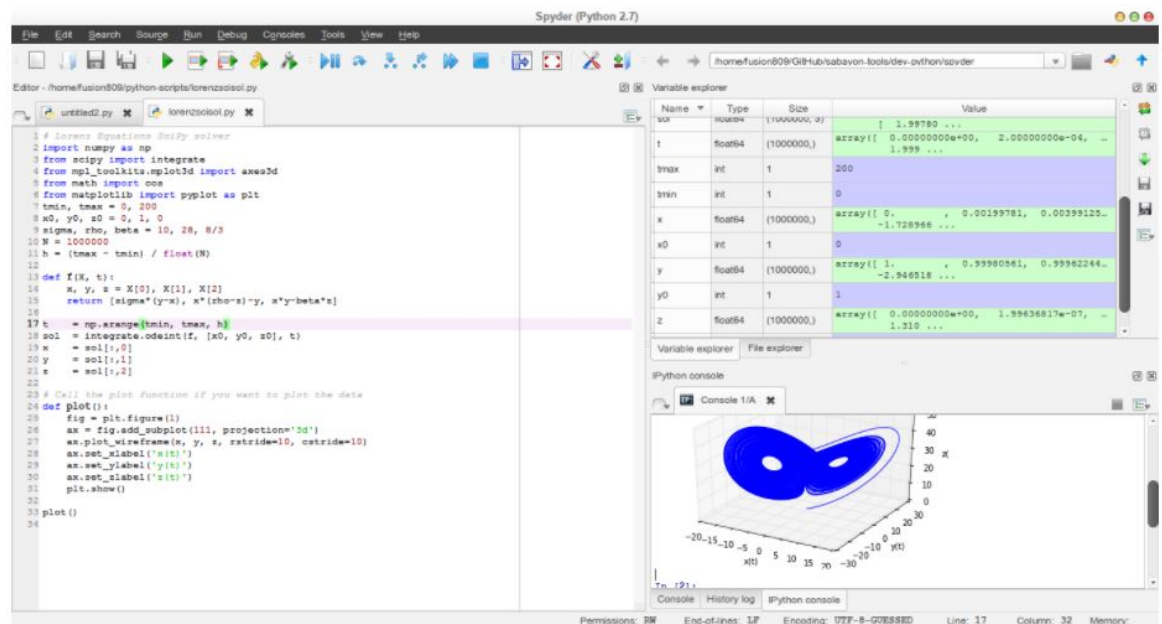 Spyder (Python 2.7)
File Edit Search Source Run Debug Consoles Tools View Help
/home/fusion809/GitHub/sabayon-tools/dev-python/spyder
Editor - /home/fusion809/python-scripts/lorenzscisol.py
untitled2.py lorenzscisol.py
1 # Lorenz Equations SciPy solver
2 import numpy as np
3 from scipy import integrate
4 from mpl_toolkits.mplot3d import axes3d
5 from math import cos
6 from matplotlib import pyplot as plt
7 tmin, tmax = 0, 200
8 x0, y0, z0 = 0, 1, 0
9 sigma, rho, beta = 10, 28, 8/3
10 N = 1000000
11 h = (tmax - tmin) / float(N)
12
13 def f(X, t):
14 x, y, z = X[0], X[1], X[2]
15 return [sigma*(y-x), x*(rho-z)-y, x*y-beta*z]
16
17 t = np.arange(tmin, tmax, h)
18 sol = integrate.odeint(f, [x0, y0, z0], t)
19 x = sol[:,0]
20 y = sol[:,1]
21 z = sol[:,2]
22
23 # Call the plot function if you want to plot the data
24 def plot():
25 fig = plt.figure(1)
26 ax = fig.add_subplot(111, projection='3d')
27 ax.plot_wireframe(x, y, z, rstride=10, cstride=10)
28 ax.set_xlabel('x(t)')
29 ax.set_ylabel('y(t)')
30 ax.set_zlabel('z(t)')
31 plt.show()
32
33 plot()
34
Variable explorer
Name Type Size Value
sol float64 (1000000, 3) [ 1.99780 ...
t float64 (1000000,) array([ 0.00000000e+00, 2.00000000e-04, …
1.999 ...
tmax int 1 200
tmin int 1 0
x float64 (1000000,) array([ 0. , 0.00199781, 0.00399125…
-1.728966 ...
x0 int 1 0
y float64 (1000000,) array([ 1. , 0.99980561, 0.99962244…
-2.946518 ...
y0 int 1 1
z float64 (1000000,) array([ 0.00000000e+00, 1.99636817e-07, …
1.310 ...
Variable explorer File explorer
IPython console
Console 1/A
50
40
30 z(
20
10
0
-20 -15 -10 -5 0 5 10 15 20
x(t)
-30 -20 -10 0 10 20 30
y(t)
In [2]:
Console History log IPython console
Permissions: RW End-of-lines: LF Encoding: UTF-8-GUESSED Line: 17 Column: 32 Memory: